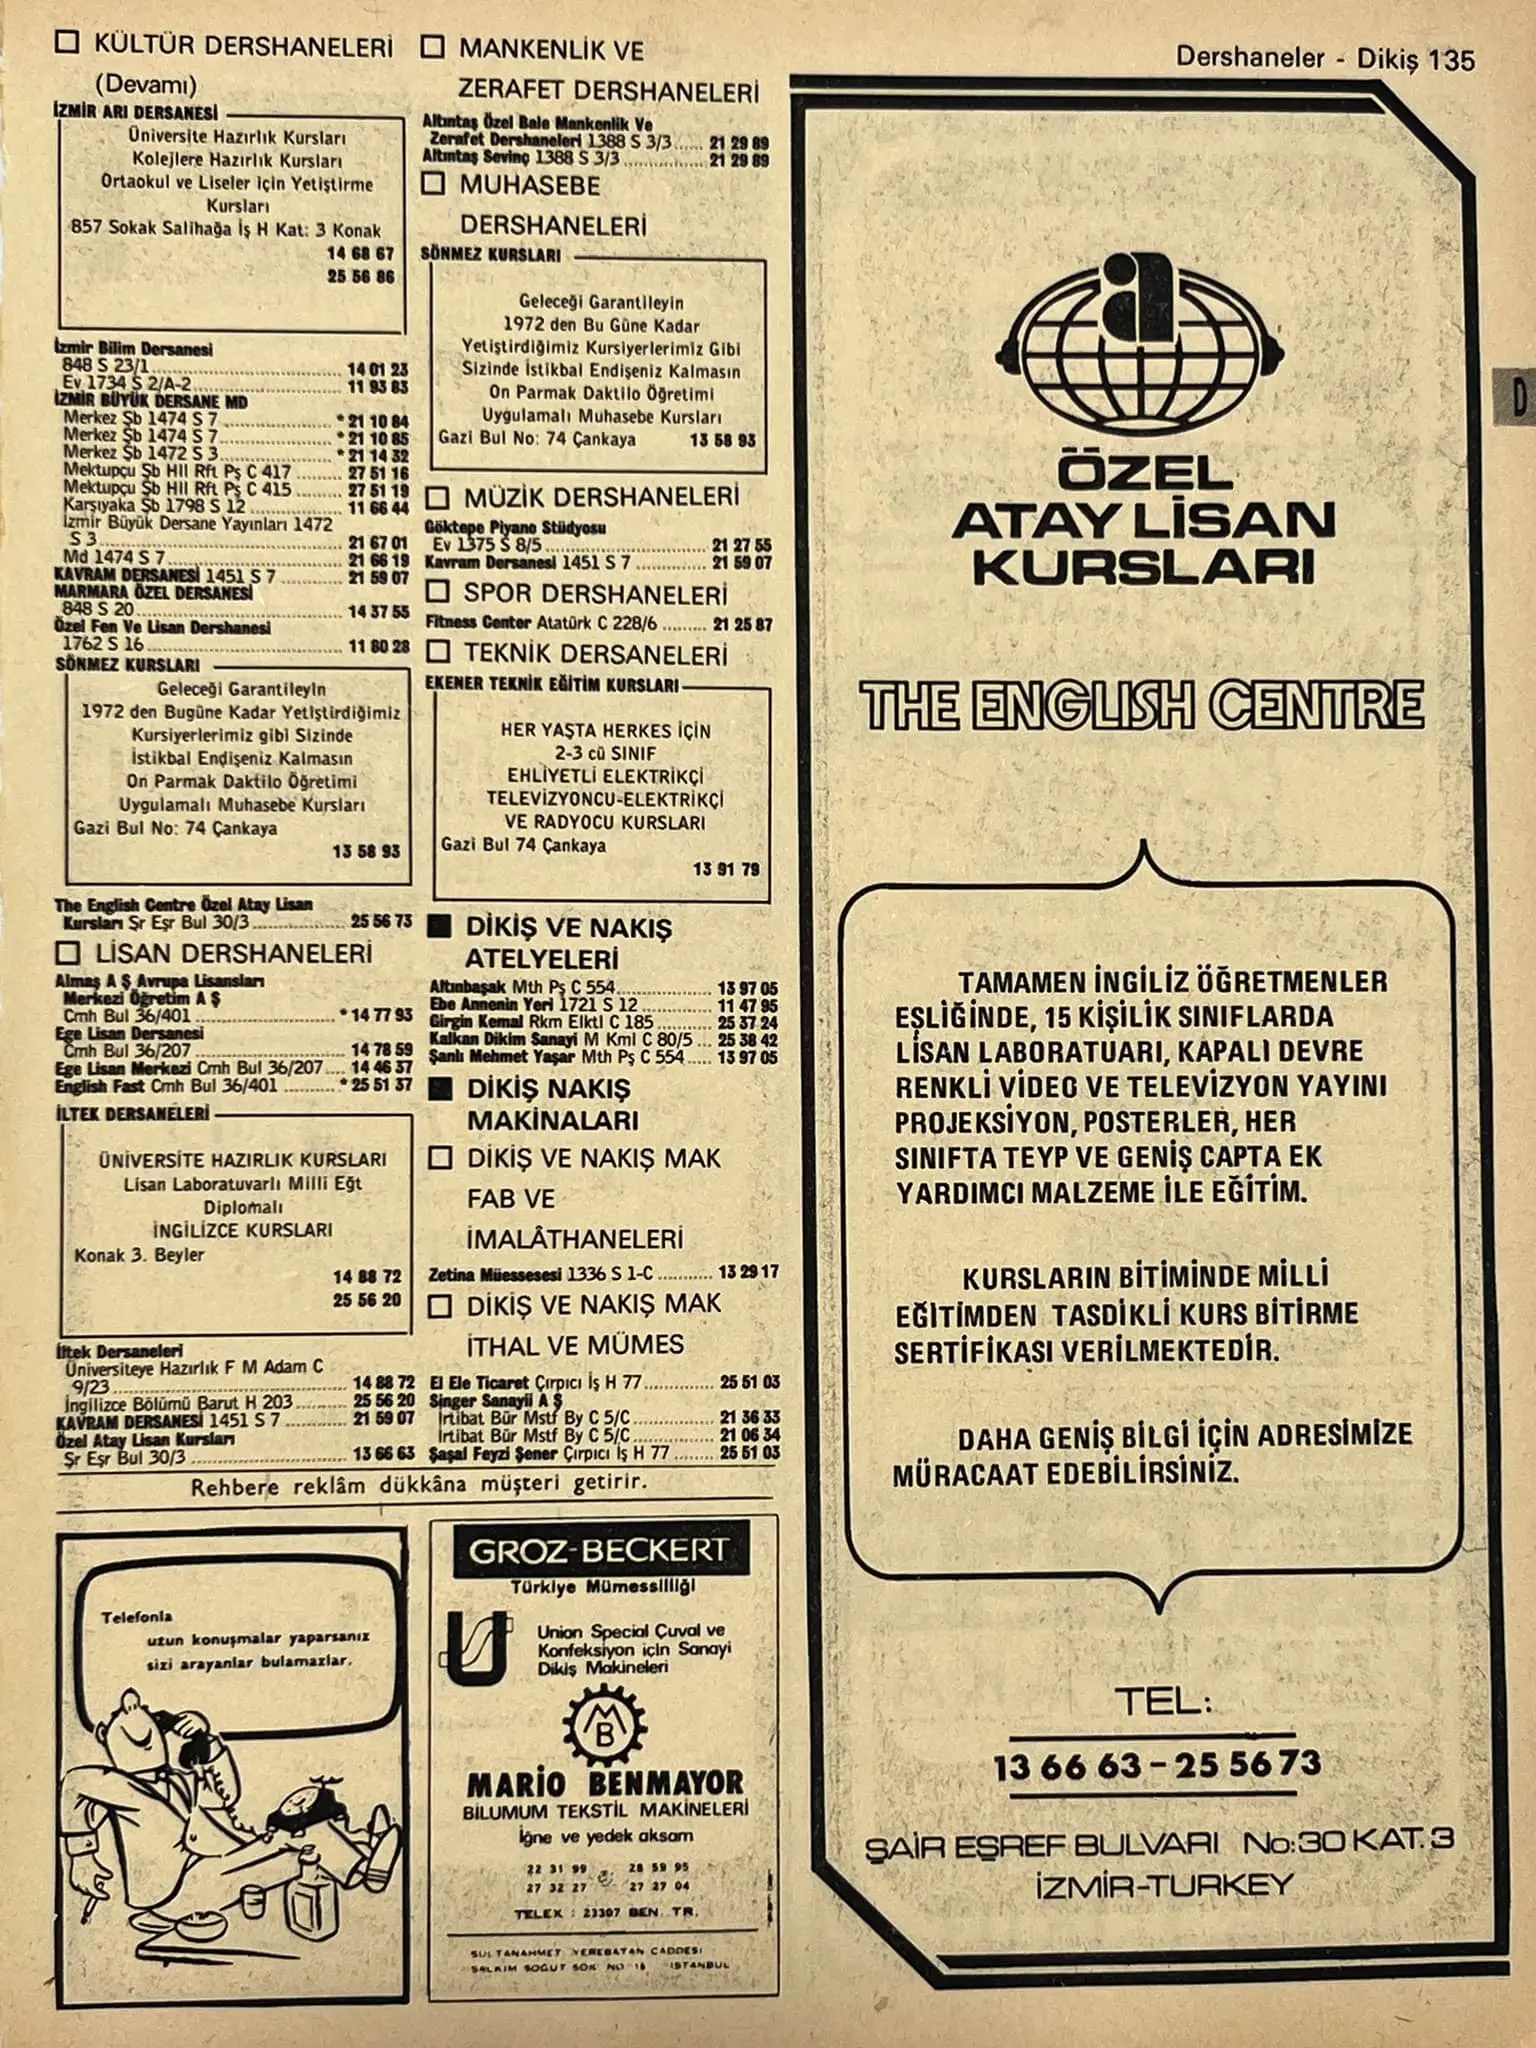 Dershaneler - Dikiş 135
□ KÜLTÜR DERSHANELERİ
(Devamı)
İZMİR ARI DERSANESİ
Üniversite Hazırlık Kursları
Kolejlere Hazırlık Kursları
Ortaokul ve Liseler İçin Yetiştirme
Kursları
857 Sokak Salihağa İş H Kat: 3 Konak
14 68 67
25 56 86
İzmir Bilim Dersanesi
848 S 23/1 14 01 23
Ev 1734 S 2/A-2 11 93 83
İZMİR BÜYÜK DERSANE MD
Merkez Şb 1474 S 7 *21 10 84
Merkez Şb 1474 S 7 *21 10 85
Merkez Şb 1472 S 3 *21 14 32
Mektupçu Şb Hll Rft Pş C 417 27 51 16
Mektupçu Şb Hll Rft Pş C 415 27 51 19
Karşıyaka Şb 1798 S 12 11 66 44
İzmir Büyük Dersane Yayınları 1472
S 3 21 67 01
Md 1474 S 7 21 66 19
KAVRAM DERSANESİ 1451 S 7 21 59 07
MARMARA ÖZEL DERSANESİ
848 S 20 14 37 55
Özel Fen Ve Lisan Dershanesi
1762 S 16 11 80 28
SÖNMEZ KURSLARI
Geleceği Garantileyin
1972 den Bugüne Kadar Yetiştirdiğimiz
Kursiyerlerimiz gibi Sizinde
İstikbal Endişeniz Kalmasın
On Parmak Daktilo Öğretimi
Uygulamalı Muhasebe Kursları
Gazi Bul No: 74 Çankaya
13 58 93
The English Centre Özel Atay Lisan
Kursları Şr Eşr Bul 30/3 25 56 73
□ LİSAN DERSHANELERİ
Almaş A Ş Avrupa Lisansları
Merkezi Öğretim A Ş
Cmh Bul 36/401 *14 77 93
Ege Lisan Dersanesi
Cmh Bul 36/207 14 78 59
Ege Lisan Merkezi Cmh Bul 36/207 14 46 37
English Fast Cmh Bul 36/401 *25 51 37
İLTEK DERSANELERİ
ÜNİVERSİTE HAZIRLIK KURSLARI
Lisan Laboratuvarlı Milli Eğt
Diplomalı
İNGİLİZCE KURSLARI
Konak 3. Beyler
14 88 72
25 56 20
İltek Dersaneleri
Üniversiteye Hazırlık F M Adam C
9/23 14 88 72
İngilizce Bölümü Barut H 203 25 56 20
KAVRAM DERSANESİ 1451 S 7 21 59 07
Özel Atay Lisan Kursları
Şr Eşr Bul 30/3 13 66 63
□ MANKENLİK VE
ZERAFET DERSHANELERİ
Altıntaş Özel Bale Mankenlik Ve
Zerafet Dershaneleri 1388 S 3/3 21 29 89
Altıntaş Sevinç 1388 S 3/3 21 29 89
□ MUHASEBE
DERSHANELERİ
SÖNMEZ KURSLARI
Geleceği Garantileyin
1972 den Bu Güne Kadar
Yetiştirdiğimiz Kursiyerlerimiz Gibi
Sizinde İstikbal Endişeniz Kalmasın
On Parmak Daktilo Öğretimi
Uygulamalı Muhasebe Kursları
Gazi Bul No: 74 Çankaya 13 58 93
□ MÜZİK DERSHANELERİ
Göktepe Piyano Stüdyosu
Ev 1375 S 8/5 21 27 55
Kavram Dersanesi 1451 S 7 21 59 07
□ SPOR DERSHANELERİ
Fitness Center Atatürk C 228/6 21 25 87
□ TEKNİK DERSANELERİ
EKENER TEKNİK EĞİTİM KURSLARI
HER YAŞTA HERKES İÇİN
2-3 cü SINIF
EHLİYETLİ ELEKTRİKÇİ
TELEVİZYONCU-ELEKTRİKÇİ
VE RADYOCU KURSLARI
Gazi Bul 74 Çankaya
13 91 79
■ DİKİŞ VE NAKIŞ
ATELYELERİ
Altınbaşak Mth Pş C 554 13 97 05
Ebe Annenin Yeri 1721 S 12 11 47 95
Girgin Kemal Rkm Elktl C 185 25 37 24
Kalkan Dikim Sanayi M Kml C 80/5 25 38 42
Şanlı Mehmet Yaşar Mth Pş C 554 13 97 05
■ DİKİŞ NAKIŞ
MAKİNALARI
□ DİKİŞ VE NAKIŞ MAK
FAB VE
İMALÂTHANELERİ
Zetina Müessesesi 1336 S 1-C 13 29 17
□ DİKİŞ VE NAKIŞ MAK
İTHAL VE MÜMES
El Ele Ticaret Çırpıcı İş H 77 25 51 03
Singer Sanayii A Ş
İrtibat Bür Mstf By C 5/C 21 36 33
İrtibat Bür Mstf By C 5/C 21 06 34
Şaşal Feyzi Şener Çırpıcı İş H 77 25 51 03
Rehbere reklâm dükkâna müşteri getirir.
Telefonla
uzun konuşmalar yaparsanız
sizi arayanlar bulamazlar.
GROZ-BECKERT
Türkiye Mümessilliği
U
Union Special Çuval ve
Konfeksiyon için Sanayi
Dikiş Makineleri
MB
MARİO BENMAYOR
BİLUMUM TEKSTİL MAKİNELERİ
İğne ve yedek aksam
22 31 99 28 59 95
27 32 27 27 27 04
TELEX : 23307 BEN. TR.
SULTANAHMET YEREBATAN CADDESİ
SALKIM SÖĞÜT SOK NO 16 İSTANBUL
a
ÖZEL
ATAY LİSAN
KURSLARI
THE ENGLISH CENTRE
TAMAMEN İNGİLİZ ÖĞRETMENLER
EŞLİĞİNDE, 15 KİŞİLİK SINIFLARDA
LİSAN LABORATUARI, KAPALI DEVRE
RENKLİ VİDEO VE TELEVİZYON YAYINI
PROJEKSİYON, POSTERLER, HER
SINIFTA TEYP VE GENİŞ ÇAPTA EK
YARDIMCI MALZEME İLE EĞİTİM.
KURSLARIN BİTİMİNDE MİLLİ
EĞİTİMDEN TASDİKLİ KURS BİTİRME
SERTİFİKASI VERİLMEKTEDİR.
DAHA GENİŞ BİLGİ İÇİN ADRESİMİZE
MÜRACAAT EDEBİLİRSİNİZ.
TEL:
13 66 63 - 25 56 73
ŞAİR EŞREF BULVARI No:30 KAT.3
İZMİR-TURKEY
D